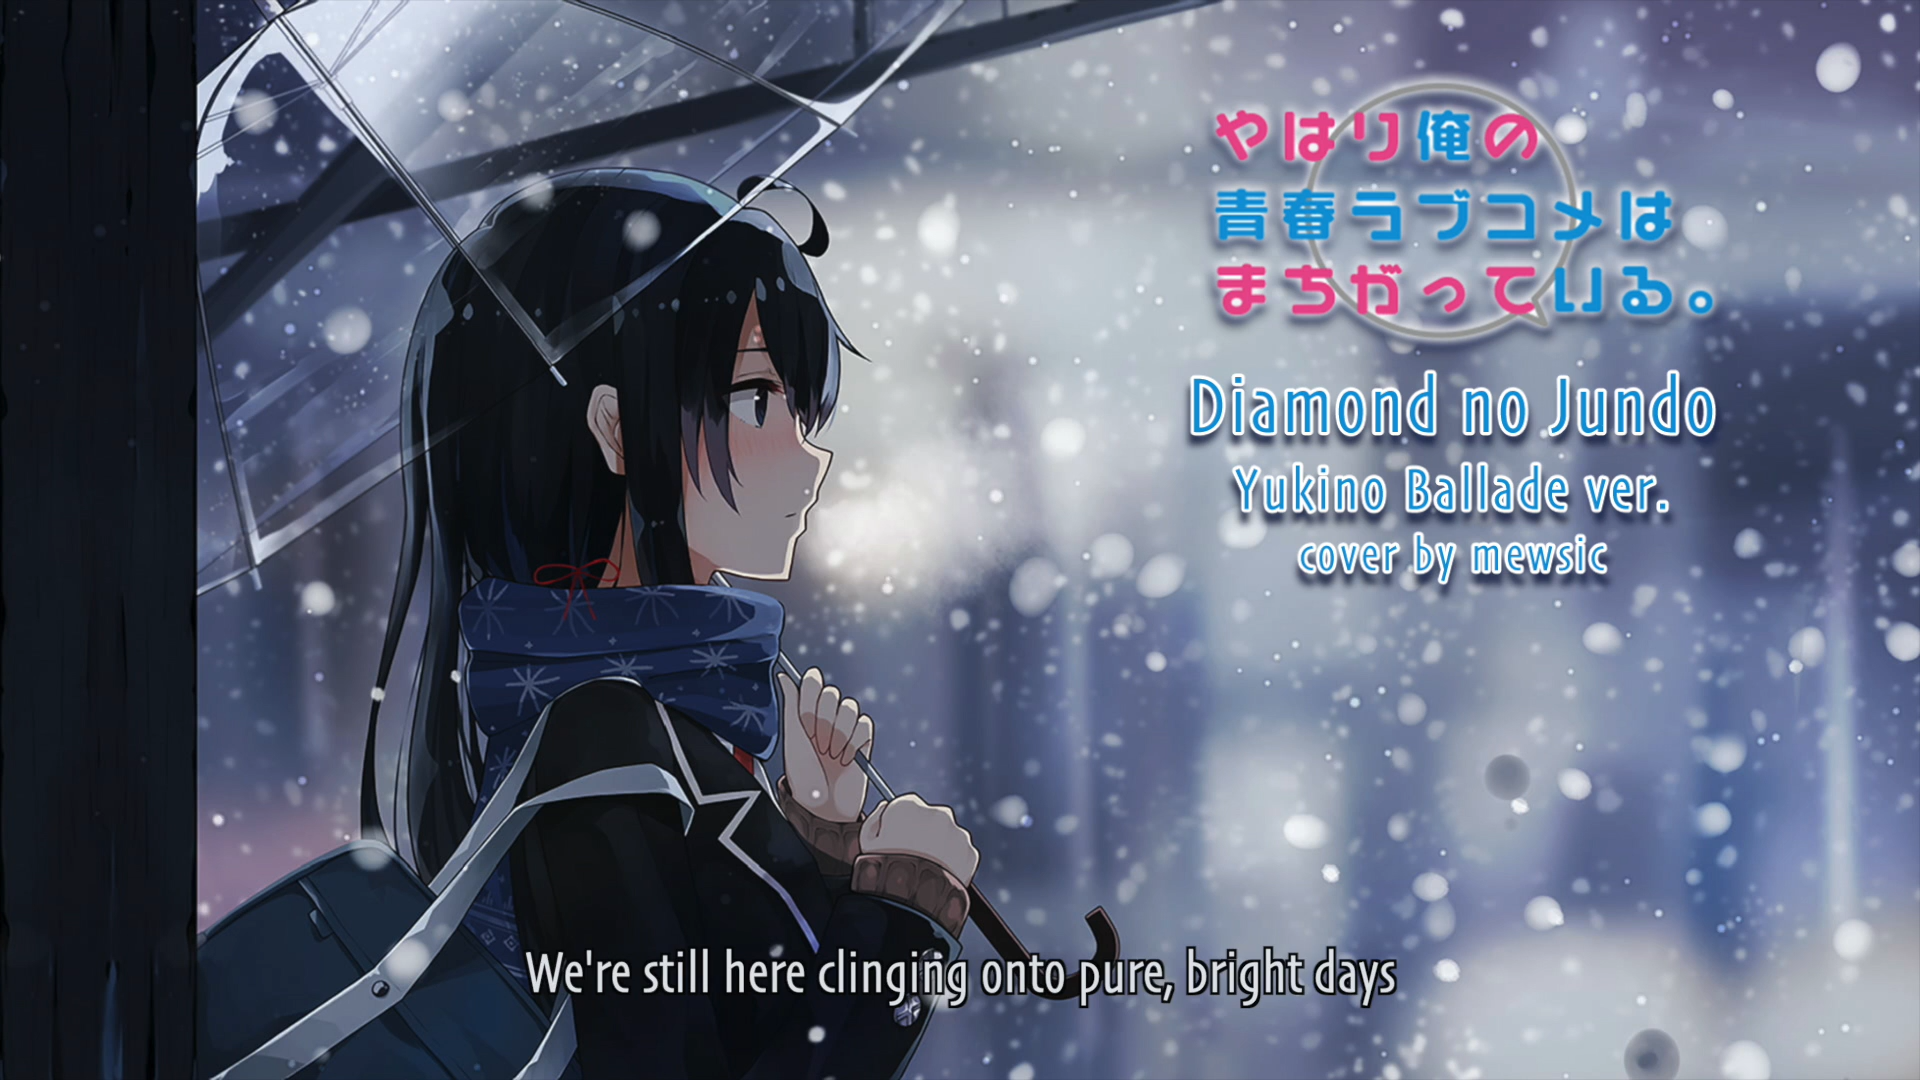 やはり俺の
青春ラブコメは
まちがっている。
Diamond no Jundo
Yukino Ballade ver.
cover by mewsic
We're still here clinging onto pure, bright days